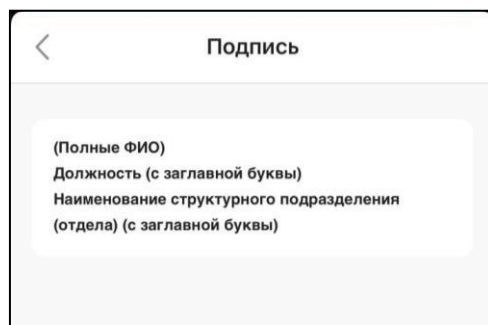 Подпись
(Полные ФИО)
Должность (с заглавной буквы)
Наименование структурного подразделения
(отдела) (с заглавной буквы)